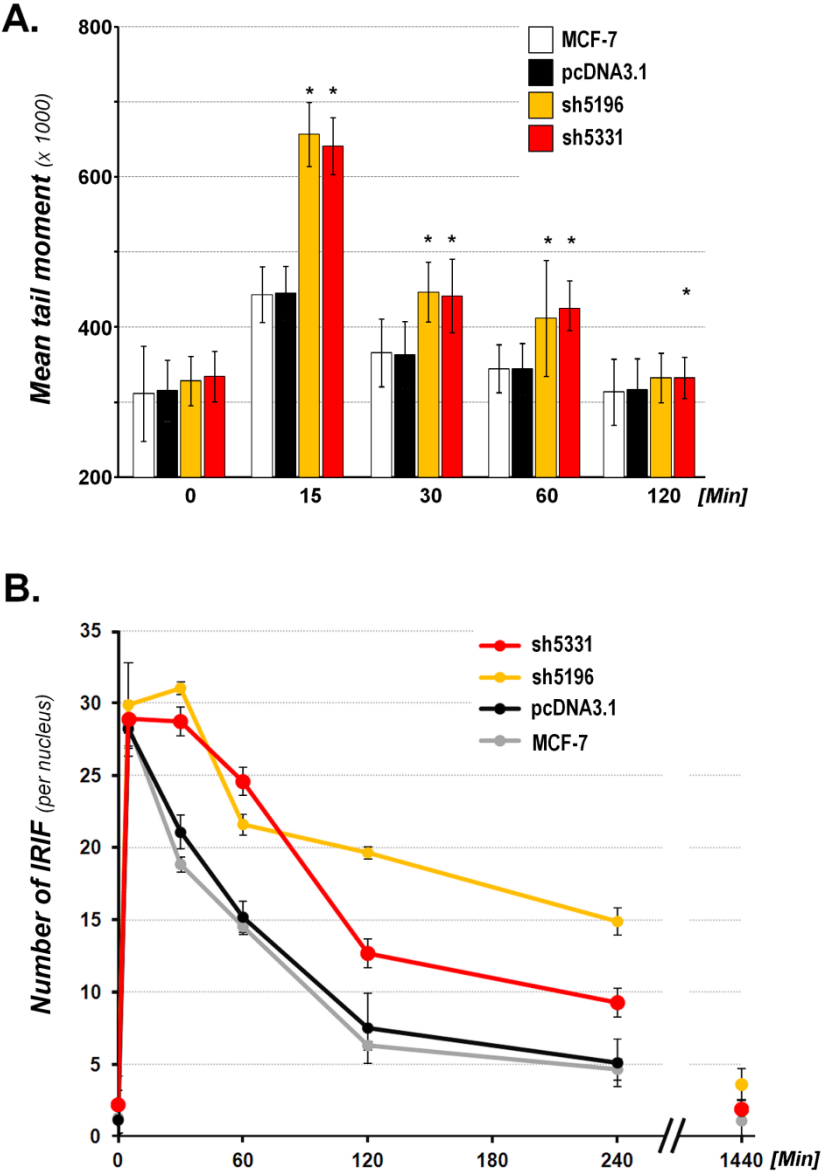 A.
800
600
400
200
Mean tail moment (x 1000)
MCF-7
pcDNA3.1
sh5196
sh5331
* *
* *
* *
*
0 15 30 60 120 [Min]
B.
35
30
25
20
15
10
5
0
Number of IRIF (per nucleus)
sh5331
sh5196
pcDNA3.1
MCF-7
0 60 120 180 240 1440 [Min]